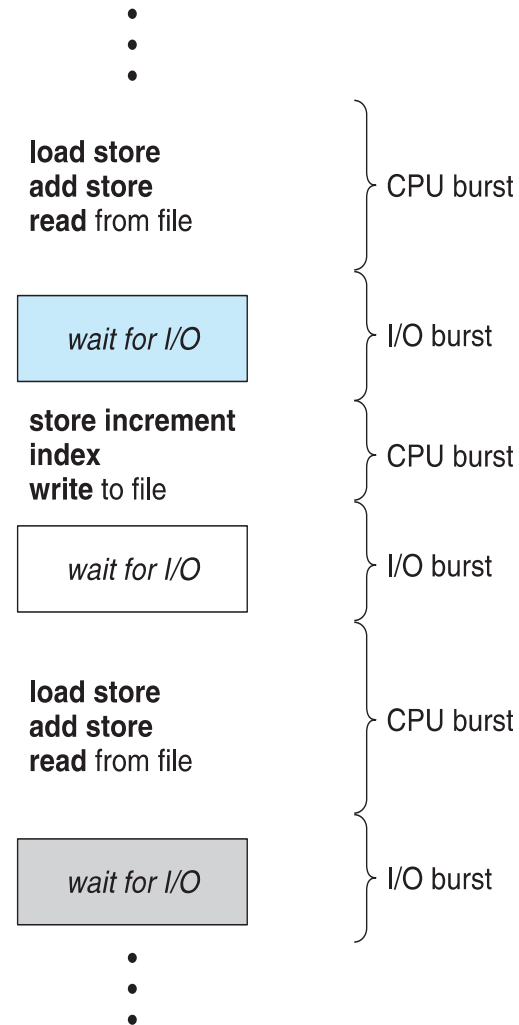 load store
add store
read from file
CPU burst
wait for I/O
I/O burst
store increment
index
write to file
CPU burst
wait for I/O
I/O burst
load store
add store
read from file
CPU burst
wait for I/O
I/O burst